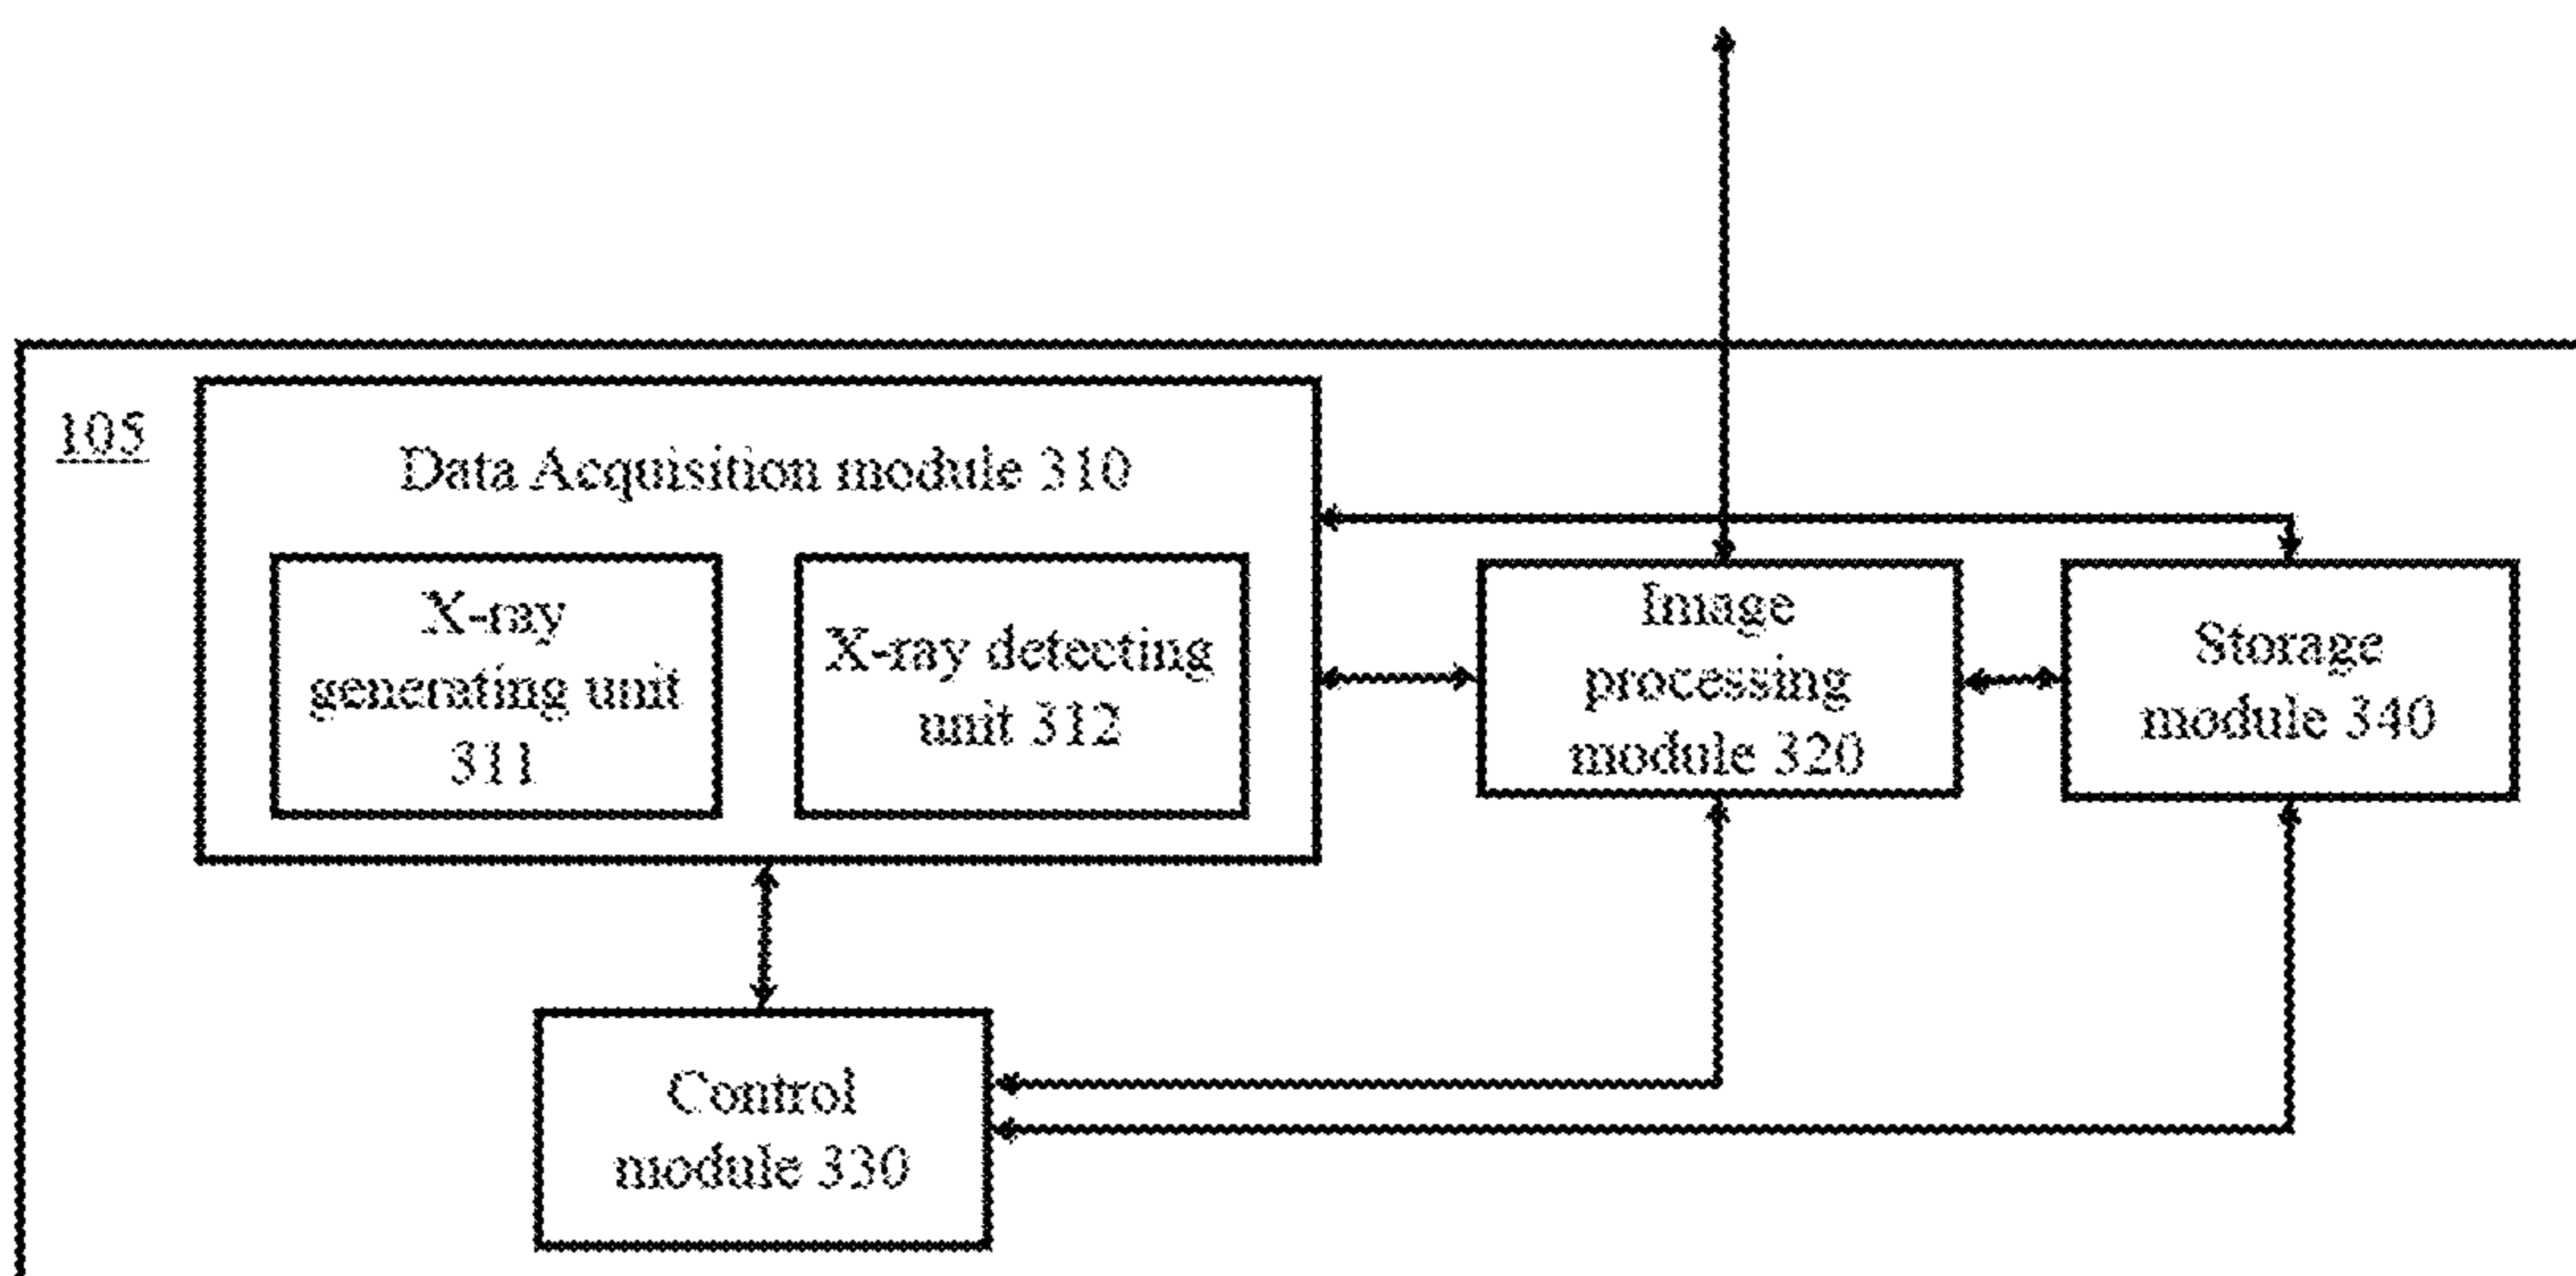 105
Data Acquisition module 310
X-ray
generating unit
311
X-ray detecting
unit 312
Image
processing
module 320
Storage
module 340
Control
module 330